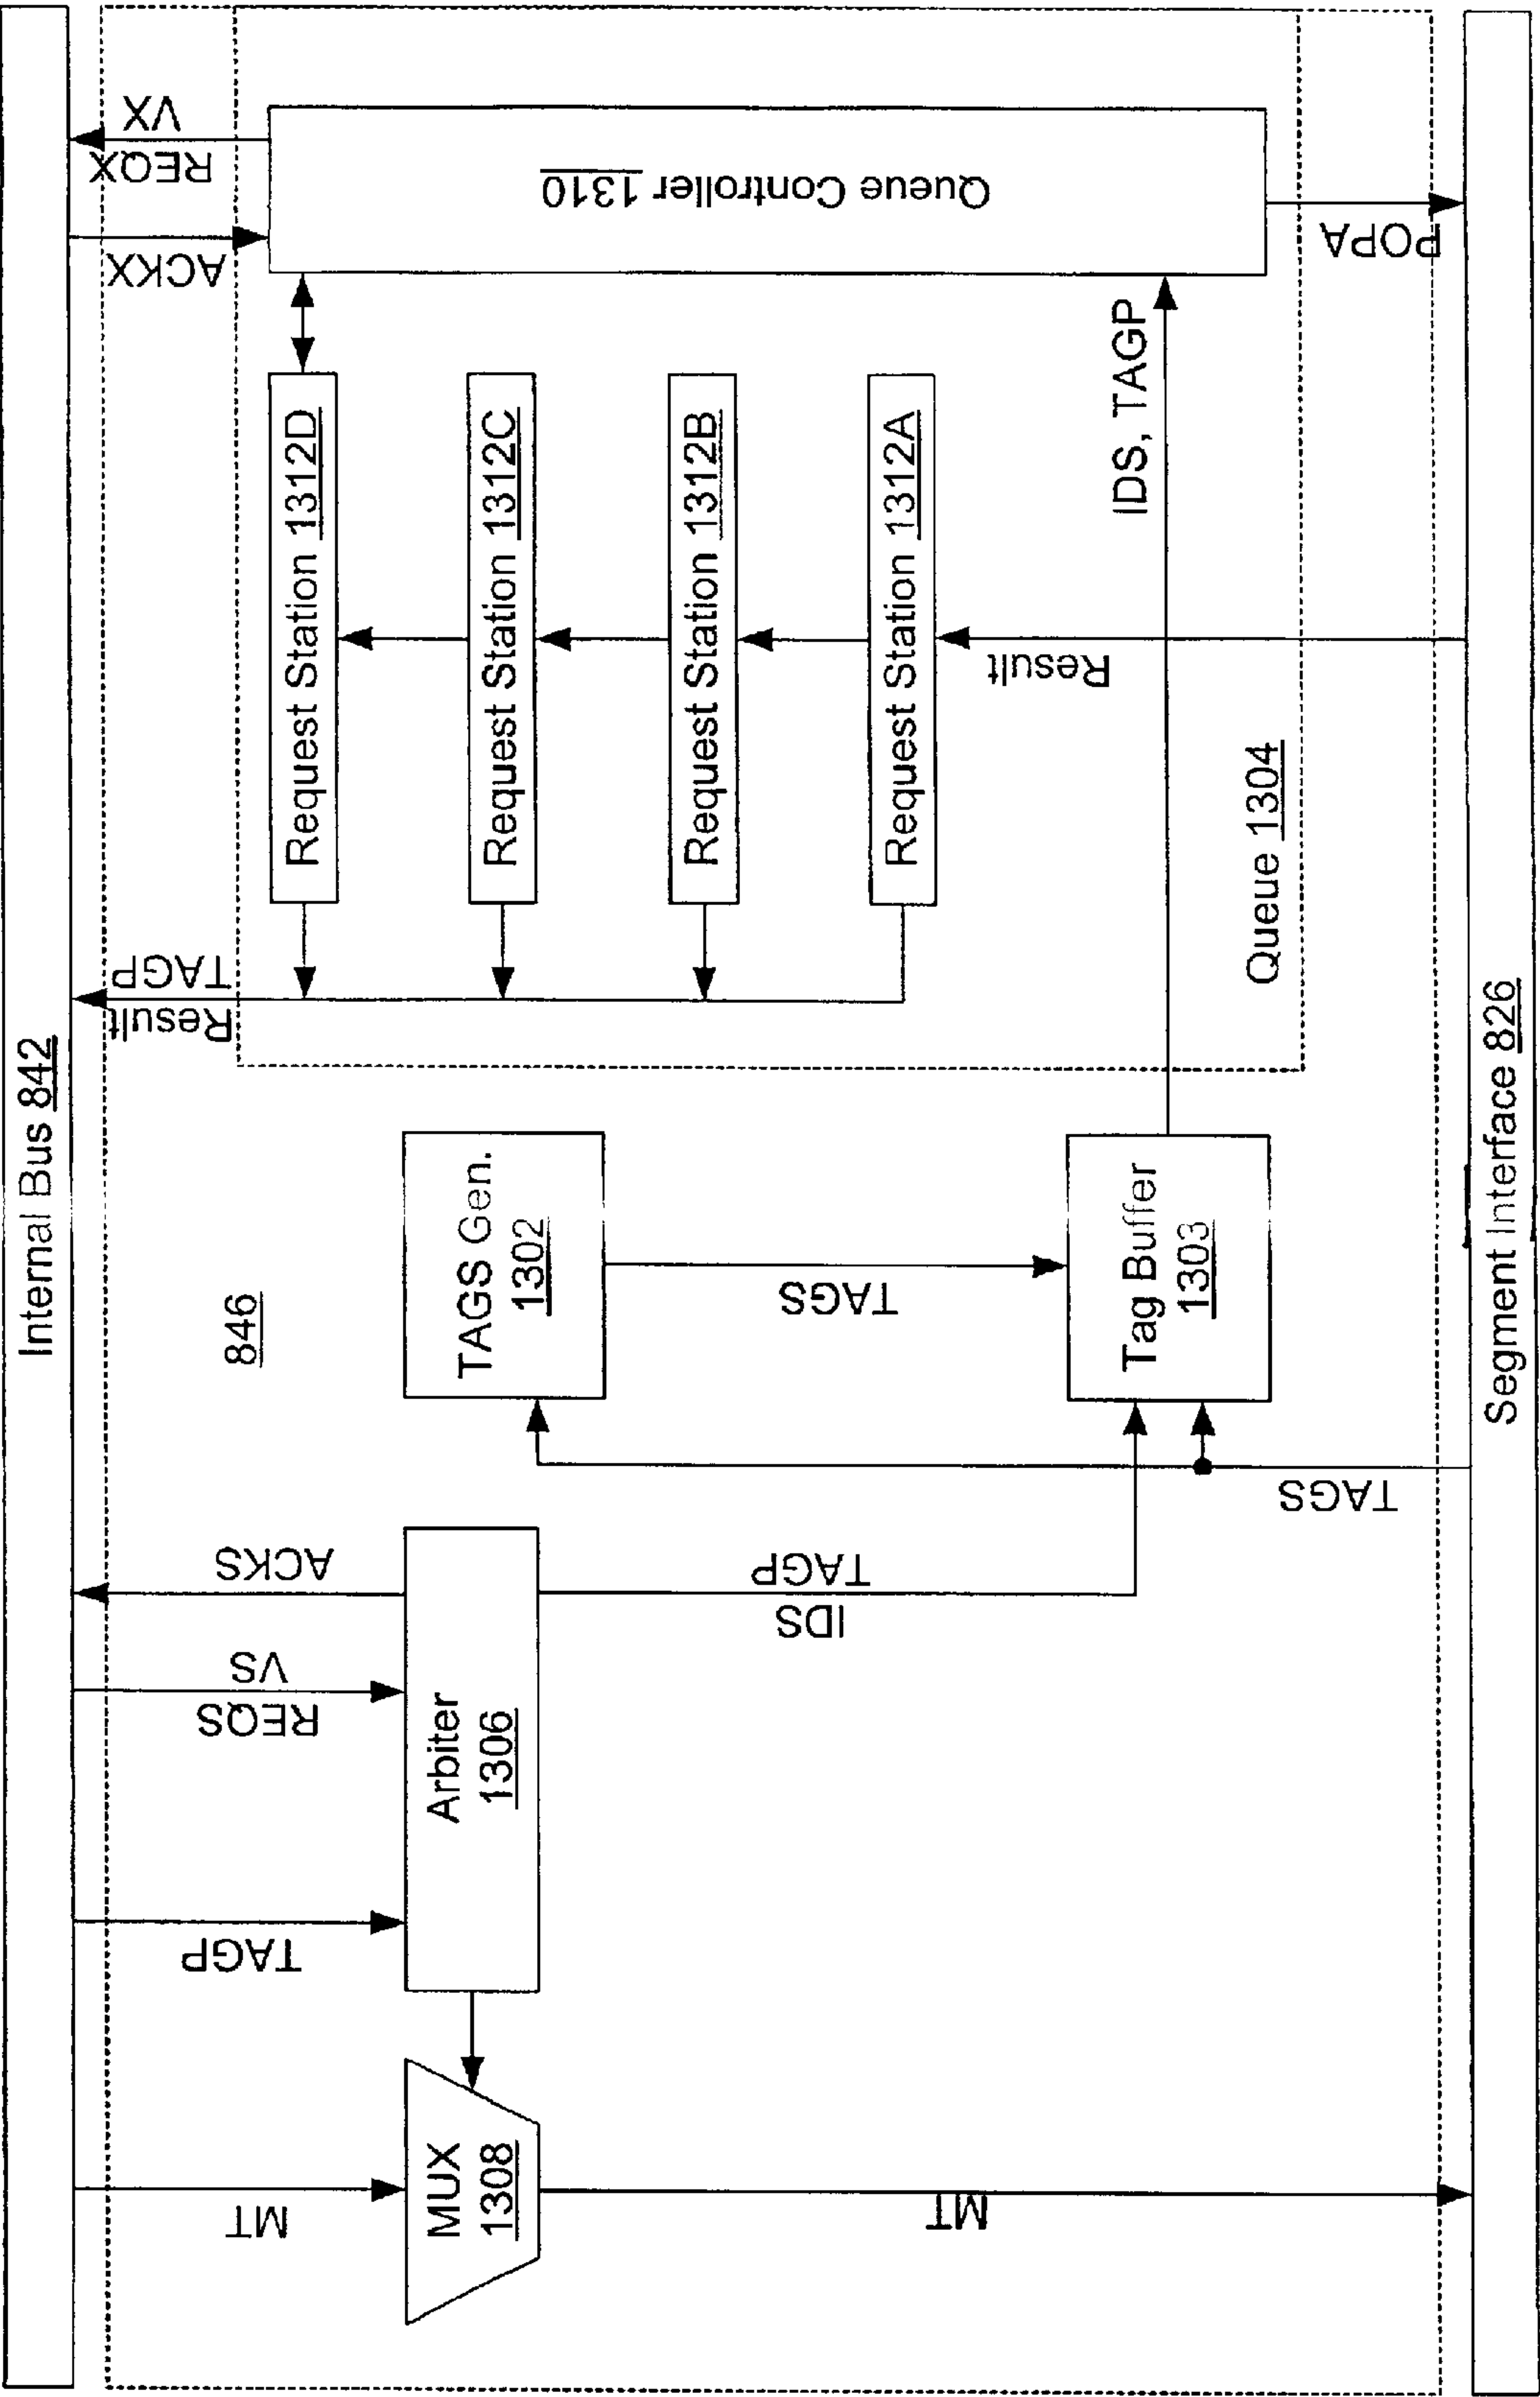 Internal Bus 842
MT
TAGP
REQS
VS
ACKS
846
Result
TAGP
ACKX
REQX
VX
MUX
1308
Arbiter
1306
TAGS Gen.
1302
Request Station 1312D
Request Station 1312C
Request Station 1312B
Request Station 1312A
Queue Controller 1310
IDS
TAGP
TAGS
Result
MT
Tag Buffer
1303
IDS, TAGP
Queue 1304
TAGS
POPA
Segment Interface 826